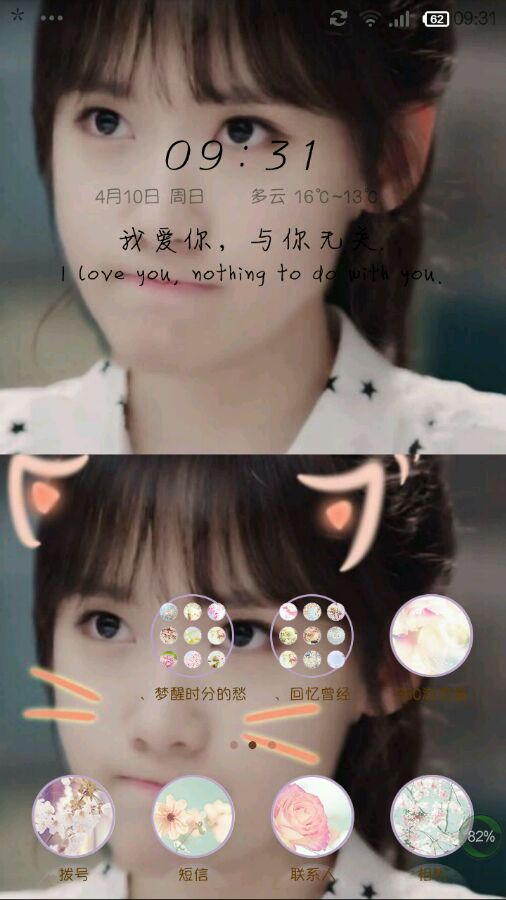 62 09:31
09:31
4月10日 周日 多云 16℃~13℃
我爱你，与你无关.
I love you, nothing to do with you.
、梦醒时分的愁 、回忆曾经
82%
拨号 短信 联系人